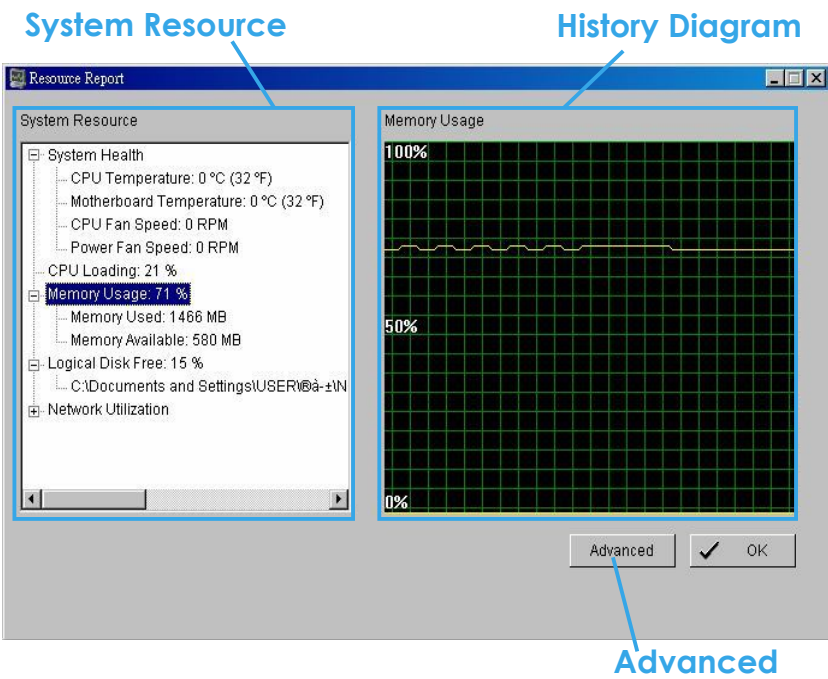 System Resource
History Diagram
Resource Report
System Resource
System Health
CPU Temperature: 0 °C (32 °F)
Motherboard Temperature: 0 °C (32 °F)
CPU Fan Speed: 0 RPM
Power Fan Speed: 0 RPM
CPU Loading: 21 %
Memory Usage: 71 %
Memory Used: 1466 MB
Memory Available: 580 MB
Logical Disk Free: 15 %
C:\Documents and Settings\USER\®à-±\N
Network Utilization
Memory Usage
100%
50%
0%
Advanced
OK
Advanced